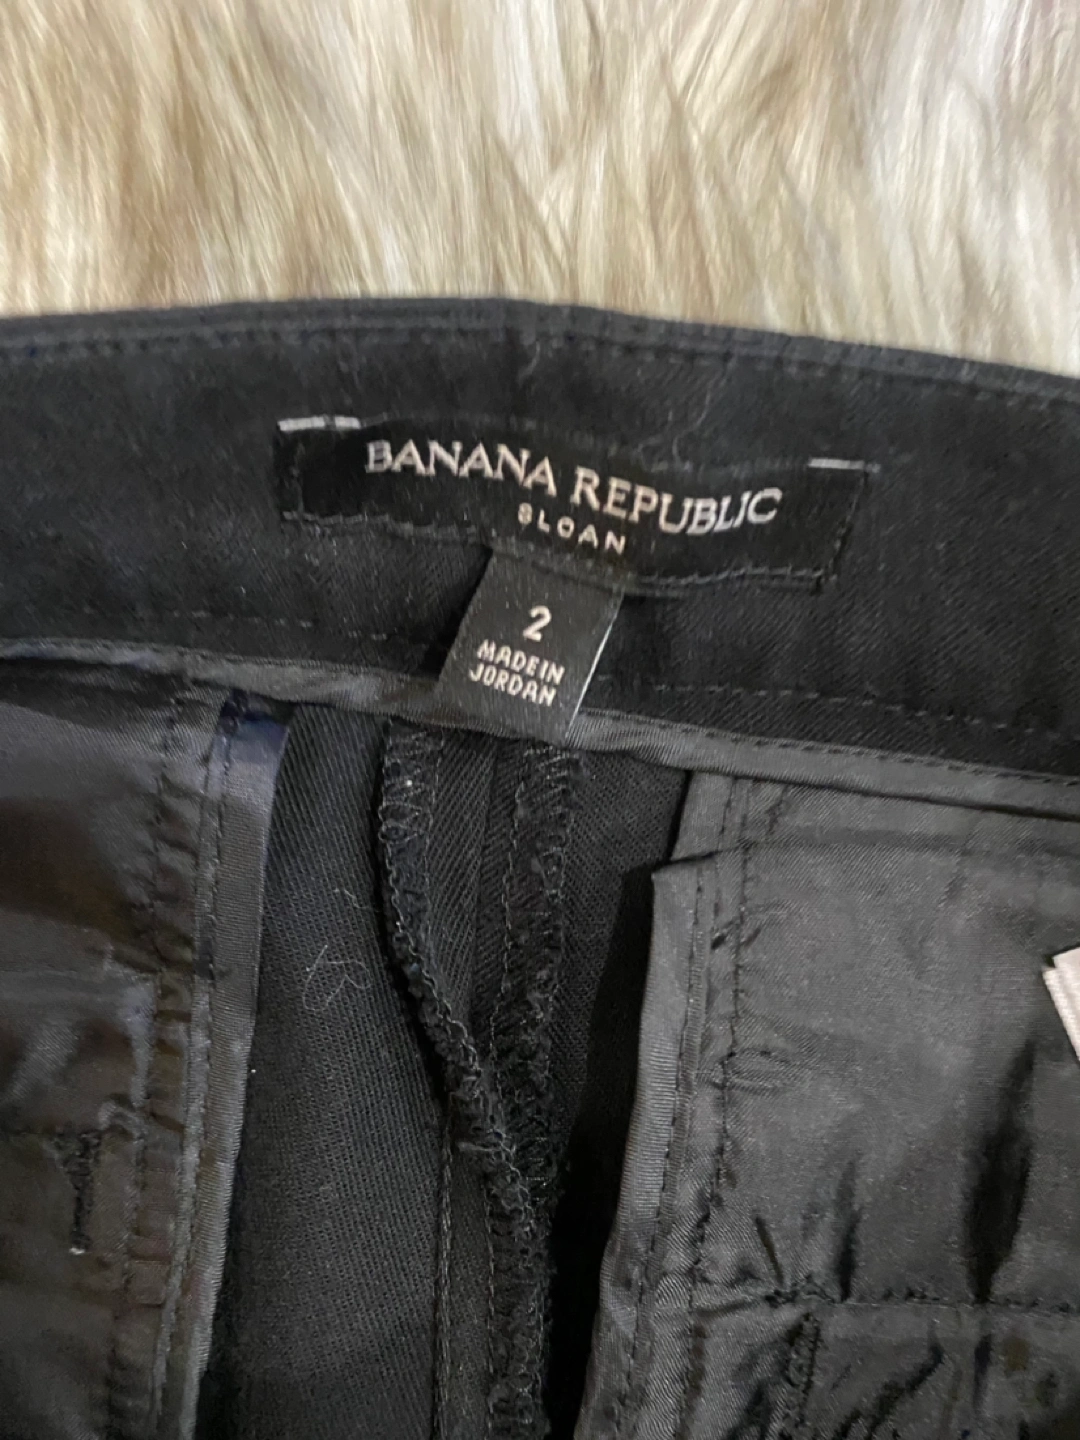 BANANA REPUBLIC
SLOAN
2
MADE IN
JORDAN